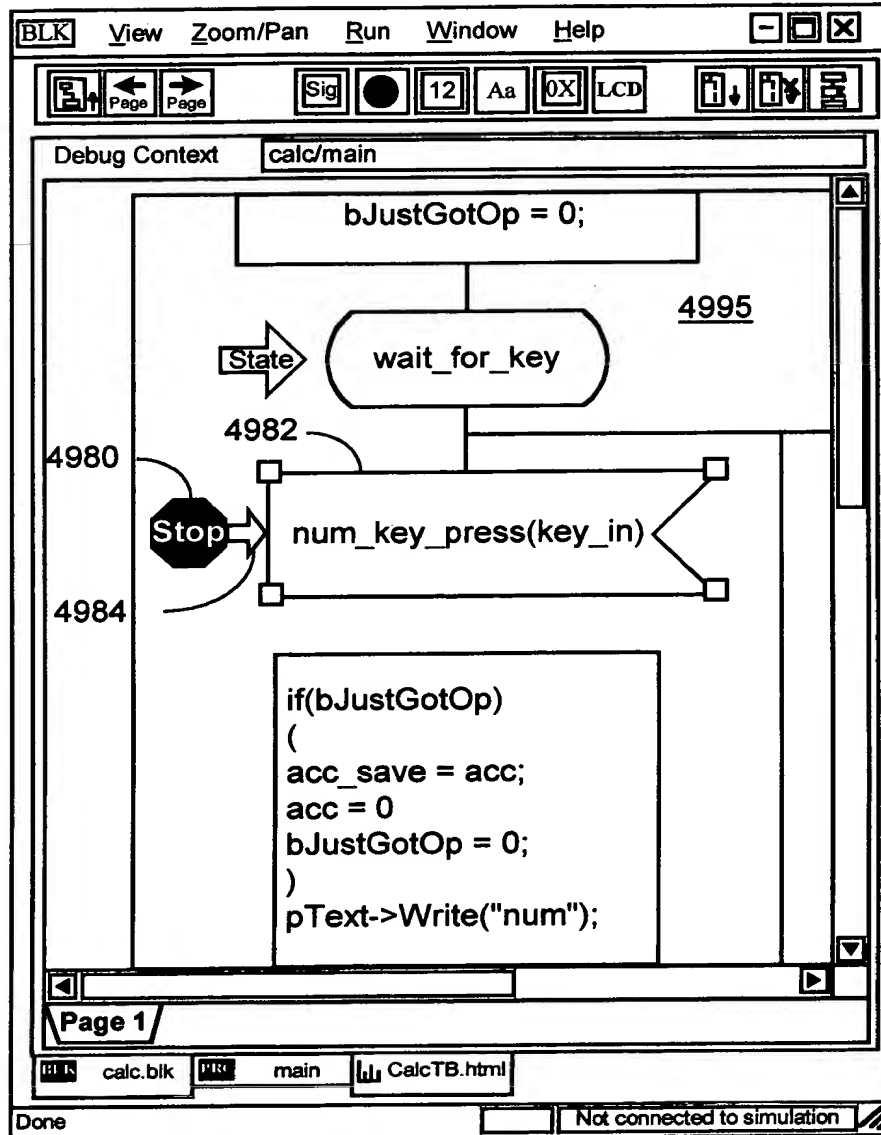 BLK View Zoom/Pan Run Window Help
Page Page Sig 12 Aa 0X LCD
Debug Context calc/main
bJustGotOp = 0;
4995
State wait_for_key
4982
4980
Stop num_key_press(key_in)
4984
if(bJustGotOp)
(
acc_save = acc;
acc = 0
bJustGotOp = 0;
)
pText->Write("num");
Page 1
BLK calc.blk PRC main CalcTB.html
Done Not connected to simulation